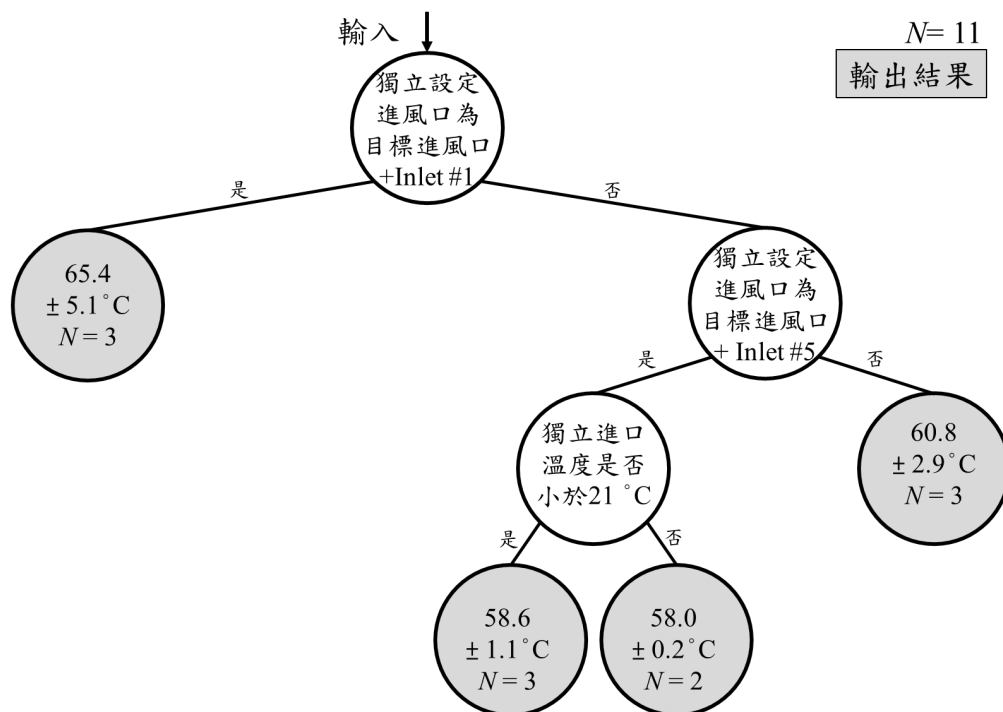 輸入
N= 11
輸出結果
獨立設定
進風口為
目標進風口
+Inlet #1
是
否
65.4
± 5.1°C
N = 3
獨立設定
進風口為
目標進風口
+ Inlet #5
是
否
獨立進口
溫度是否
小於21 °C
60.8
± 2.9°C
N = 3
是
否
58.6
± 1.1°C
N = 3
58.0
± 0.2°C
N = 2